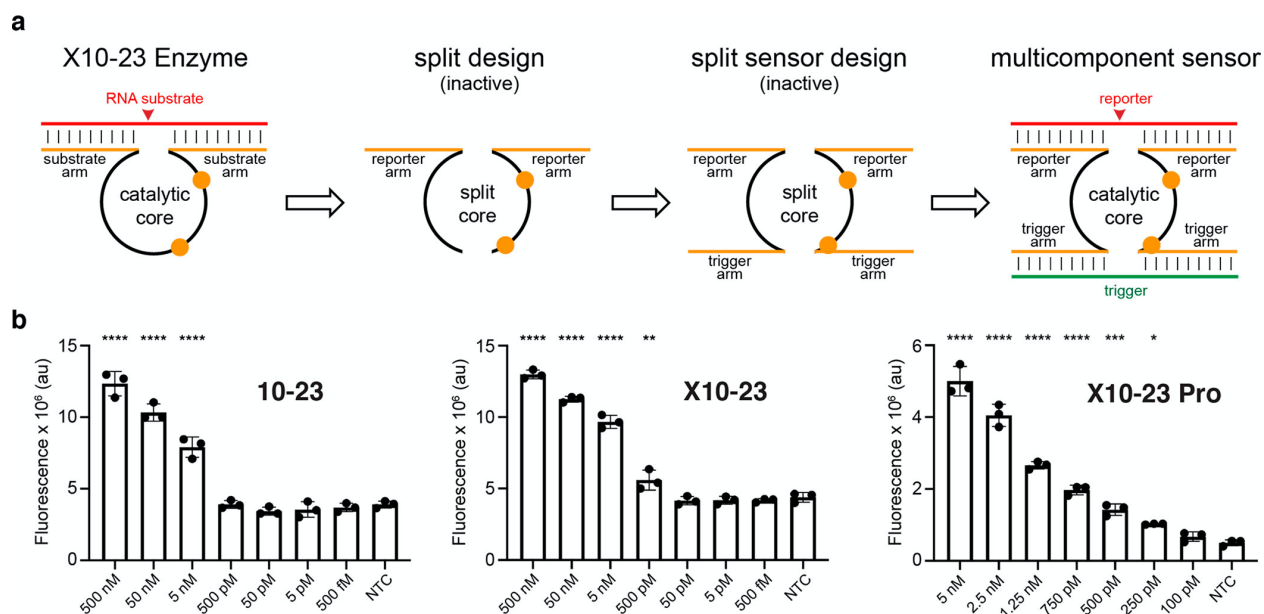 a
X10-23 Enzyme
split design
(inactive)
split sensor design
(inactive)
multicomponent sensor
RNA substrate
substrate
arm
substrate
arm
catalytic
core
reporter
arm
reporter
arm
split
core
reporter
arm
reporter
arm
split
core
trigger
arm
trigger
arm
reporter
reporter
arm
reporter
arm
catalytic
core
trigger
arm
trigger
arm
trigger
b
Fluorescence x 10⁶ (au)
15
10
5
0
**** **** ****
10-23
500 nM
50 nM
5 nM
500 pM
50 pM
5 pM
500 fM
NTC
Fluorescence x 10⁶ (au)
15
10
5
0
**** **** **** **
X10-23
500 nM
50 nM
5 nM
500 pM
50 pM
5 pM
500 fM
NTC
Fluorescence x 10⁶ (au)
6
4
2
0
**** **** **** **** *** *
X10-23 Pro
5 nM
2.5 nM
1.25 nM
750 pM
500 pM
250 pM
100 pM
NTC